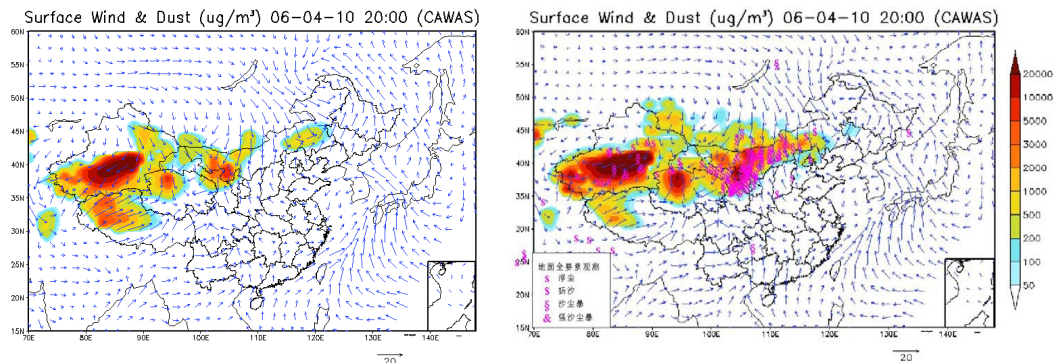 Surface Wind & Dust (ug/m³) 06-04-10 20:00 (CAWAS)
60N
55N
50N
45N
40N
35N
30N
25N
20N
15N
70E 80E 90E 100E 110E 120E 130E 140E
20
Surface Wind & Dust (ug/m³) 06-04-10 20:00 (CAWAS)
60N
55N
50N
45N
40N
35N
30N
25N
20N
15N
地面全要素观测
浮尘
扬沙
沙尘暴
强沙尘暴
70E 80E 90E 100E 110E 120E 130E 140E
20
20000
10000
5000
3000
2000
1000
500
200
100
50